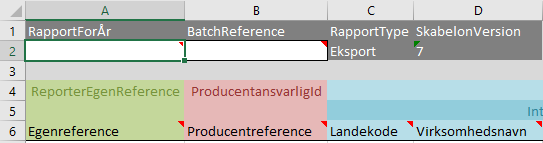 A B C D
1 RapportForÅr BatchReference RapportType SkabelonVersion
2 Eksport 7
3
4 ReporterEgenReference ProducentansvarligId
5 Int
6 Egenreference Producentreference Landekode Virksomhedsnavn